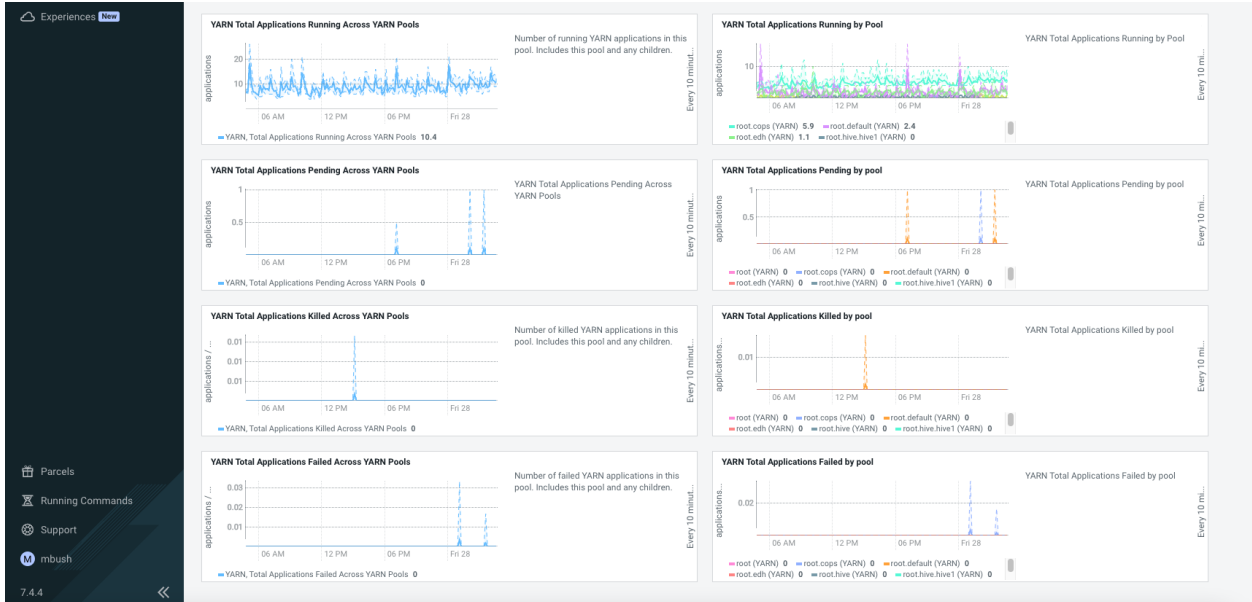 Experiences New
YARN Total Applications Running Across YARN Pools
applications
20
10
06 AM 12 PM 06 PM Fri 28
YARN, Total Applications Running Across YARN Pools 10.4
Number of running YARN applications in this
pool. Includes this pool and any children.
Every 10 minut...
YARN Total Applications Running by Pool
applications
10
06 AM 12 PM 06 PM Fri 28
root.cops (YARN) 5.9 root.default (YARN) 2.4
root.edh (YARN) 1.1 root.hive.hive1 (YARN) 0
YARN Total Applications Running by Pool
Every 10 mi...
YARN Total Applications Pending Across YARN Pools
applications
1
0.5
06 AM 12 PM 06 PM Fri 28
YARN, Total Applications Pending Across YARN Pools 0
YARN Total Applications Pending Across
YARN Pools
Every 10 minut...
YARN Total Applications Pending by pool
applications
1
0.5
06 AM 12 PM 06 PM Fri 28
root (YARN) 0 root.cops (YARN) 0 root.default (YARN) 0
root.edh (YARN) 0 root.hive (YARN) 0 root.hive.hive1 (YARN) 0
YARN Total Applications Pending by pool
Every 10 mi...
YARN Total Applications Killed Across YARN Pools
applications / ...
0.01
0.01
0.01
06 AM 12 PM 06 PM Fri 28
YARN, Total Applications Killed Across YARN Pools 0
Number of killed YARN applications in this
pool. Includes this pool and any children.
Every 10 minut...
YARN Total Applications Killed by pool
applications...
0.01
06 AM 12 PM 06 PM Fri 28
root (YARN) 0 root.cops (YARN) 0 root.default (YARN) 0
root.edh (YARN) 0 root.hive (YARN) 0 root.hive.hive1 (YARN) 0
YARN Total Applications Killed by pool
Every 10 mi...
YARN Total Applications Failed Across YARN Pools
applications / ...
0.03
0.02
0.01
06 AM 12 PM 06 PM Fri 28
YARN, Total Applications Failed Across YARN Pools 0
Number of failed YARN applications in this
pool. Includes this pool and any children.
Every 10 minut...
YARN Total Applications Failed by pool
applications...
0.02
06 AM 12 PM 06 PM Fri 28
root (YARN) 0 root.cops (YARN) 0 root.default (YARN) 0
root.edh (YARN) 0 root.hive (YARN) 0 root.hive.hive1 (YARN) 0
YARN Total Applications Failed by pool
Every 10 mi...
Parcels
Running Commands
Support
M mbush
7.4.4